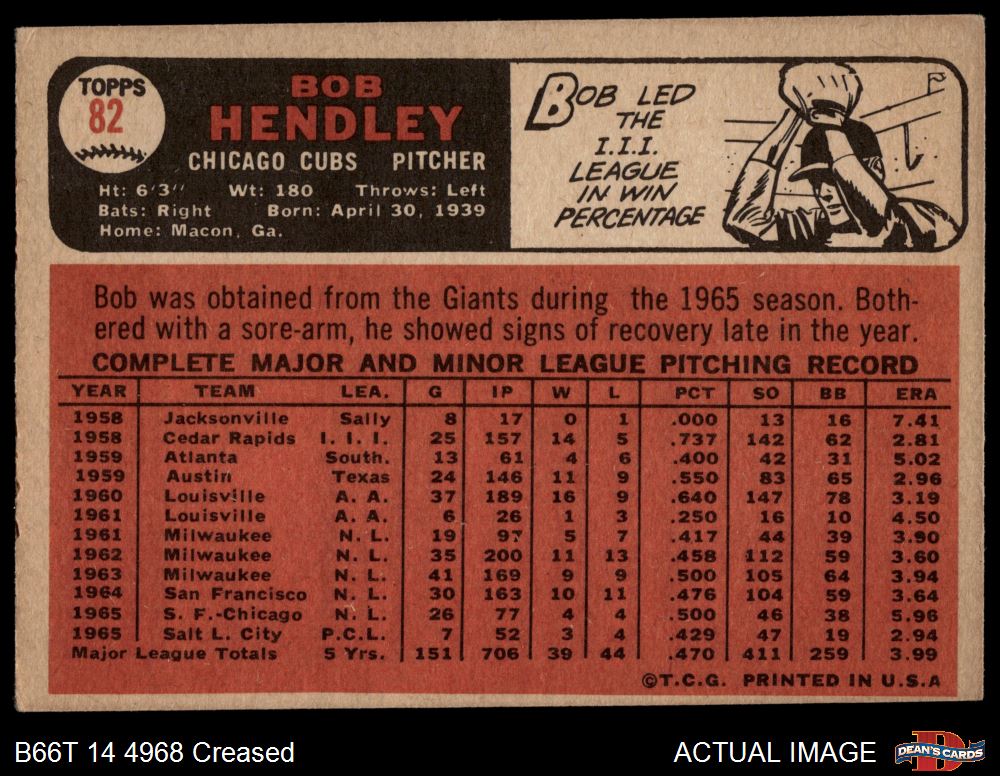 TOPPS
82
BOB
HENDLEY
CHICAGO CUBS PITCHER
Ht: 6'3" Wt: 180 Throws: Left
Bats: Right Born: April 30, 1939
Home: Macon, Ga.
BOB LED
THE
I.I.I.
LEAGUE
IN WIN
PERCENTAGE
Bob was obtained from the Giants during the 1965 season. Both-
ered with a sore-arm, he showed signs of recovery late in the year.
COMPLETE MAJOR AND MINOR LEAGUE PITCHING RECORD
YEAR TEAM LEA. G IP W L PCT SO BB ERA
1958 Jacksonville Sally 8 17 0 1 .000 13 16 7.41
1958 Cedar Rapids I. I. I. 25 157 14 5 .737 142 62 2.81
1959 Atlanta South. 13 61 4 6 .400 42 31 5.02
1959 Austin Texas 24 146 11 9 .550 83 65 2.96
1960 Louisville A. A. 37 189 16 9 .640 147 78 3.19
1961 Louisville A. A. 6 26 1 3 .250 16 10 4.50
1961 Milwaukee N. L. 19 97 5 7 .417 44 39 3.90
1962 Milwaukee N. L. 35 200 11 13 .458 112 59 3.60
1963 Milwaukee N. L. 41 169 9 9 .500 105 64 3.94
1964 San Francisco N. L. 30 163 10 11 .476 104 59 3.64
1965 S. F.-Chicago N. L. 26 77 4 4 .500 46 38 5.96
1965 Salt L. City P.C.L. 7 52 3 4 .429 47 19 2.94
Major League Totals 5 Yrs. 151 706 39 44 .470 411 259 3.99
©T.C.G. PRINTED IN U.S.A
B66T 14 4968 Creased
ACTUAL IMAGE
D
DEAN'S CARDS